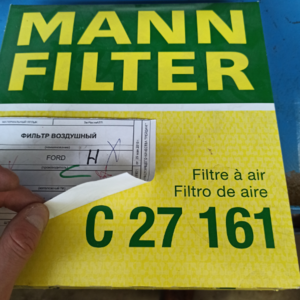 MANN
FILTER
ФИЛЬТР ВОЗДУШНЫЙ
FORD
Filtre à air
Filtro de aire
C 27 161